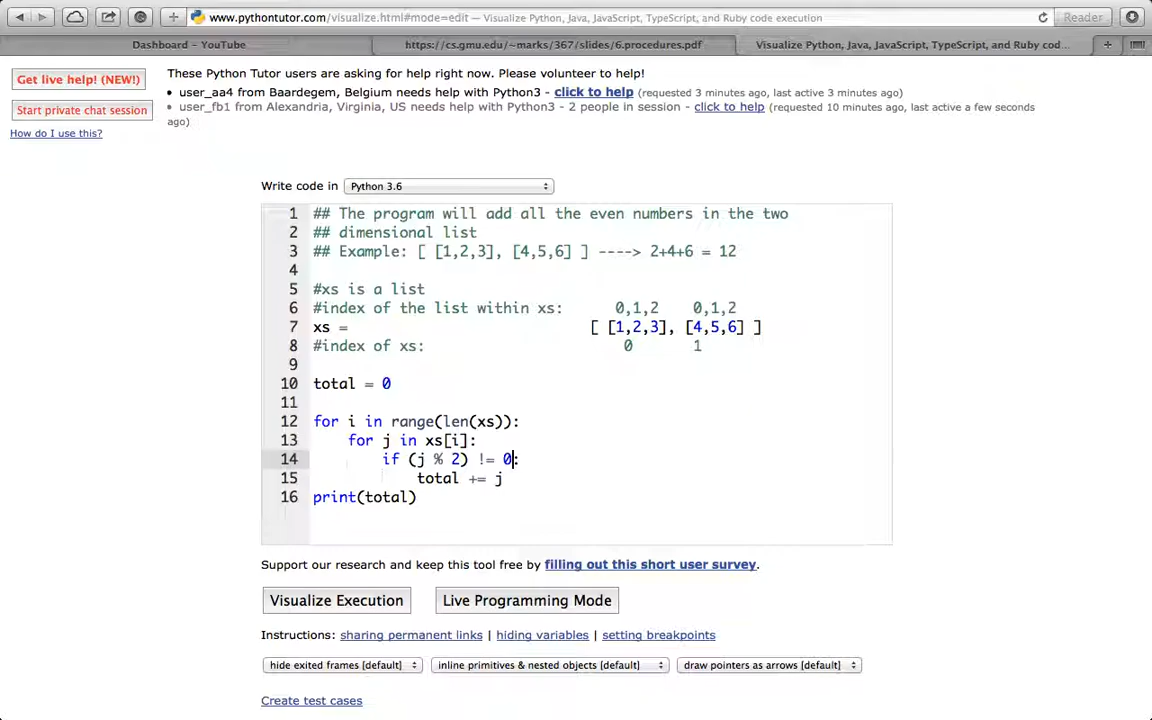 www.pythontutor.com/visualize.html#mode=edit — Visualize Python, Java, JavaScript, TypeScript, and Ruby code execution
Reader
Dashboard - YouTube
https://cs.gmu.edu/~marks/367/slides/6.procedures.pdf
Visualize Python, Java, JavaScript, TypeScript, and Ruby cod...
Get live help! (NEW!)
Start private chat session
How do I use this?
These Python Tutor users are asking for help right now. Please volunteer to help!
• user_aa4 from Baardegem, Belgium needs help with Python3 - click to help (requested 3 minutes ago, last active 3 minutes ago)
• user_fb1 from Alexandria, Virginia, US needs help with Python3 - 2 people in session - click to help (requested 10 minutes ago, last active a few seconds
ago)
Write code in Python 3.6
1 ## The program will add all the even numbers in the two
2 ## dimensional list
3 ## Example: [ [1,2,3], [4,5,6] ] ----> 2+4+6 = 12
4
5 #xs is a list
6 #index of the list within xs: 0,1,2 0,1,2
7 xs = [ [1,2,3], [4,5,6] ]
8 #index of xs: 0 1
9
10 total = 0
11
12 for i in range(len(xs)):
13 for j in xs[i]:
14 if (j % 2) != 0:
15 total += j
16 print(total)
Support our research and keep this tool free by filling out this short user survey.
Visualize Execution
Live Programming Mode
Instructions: sharing permanent links | hiding variables | setting breakpoints
hide exited frames [default]
inline primitives & nested objects [default]
draw pointers as arrows [default]
Create test cases